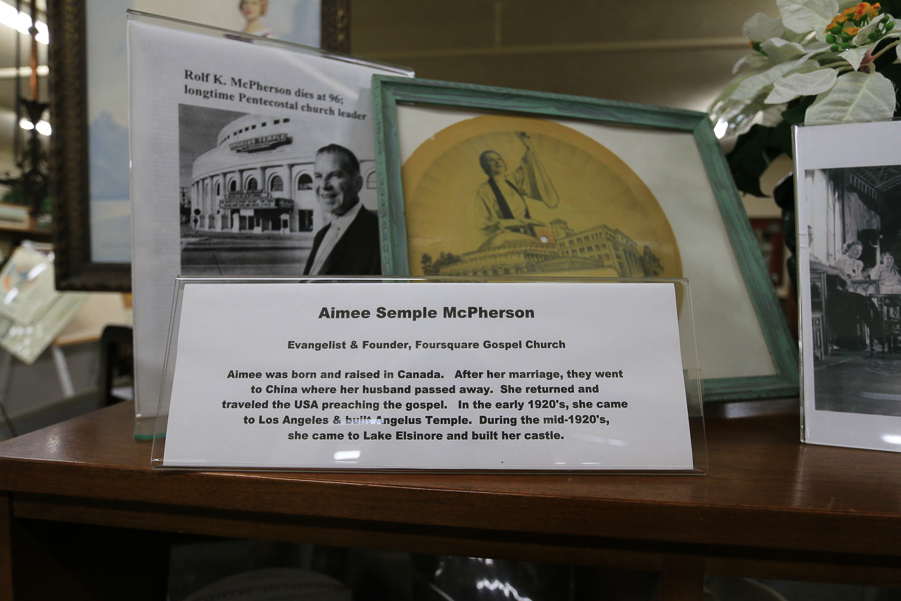 Rolf K. McPherson dies at 96;
longtime Pentecostal church leader
Aimee Semple McPherson
Evangelist & Founder, Foursquare Gospel Church
Aimee was born and raised in Canada. After her marriage, they went
to China where her husband passed away. She returned and
traveled the USA preaching the gospel. In the early 1920's, she came
to Los Angeles & built Angelus Temple. During the mid-1920's,
she came to Lake Elsinore and built her castle.